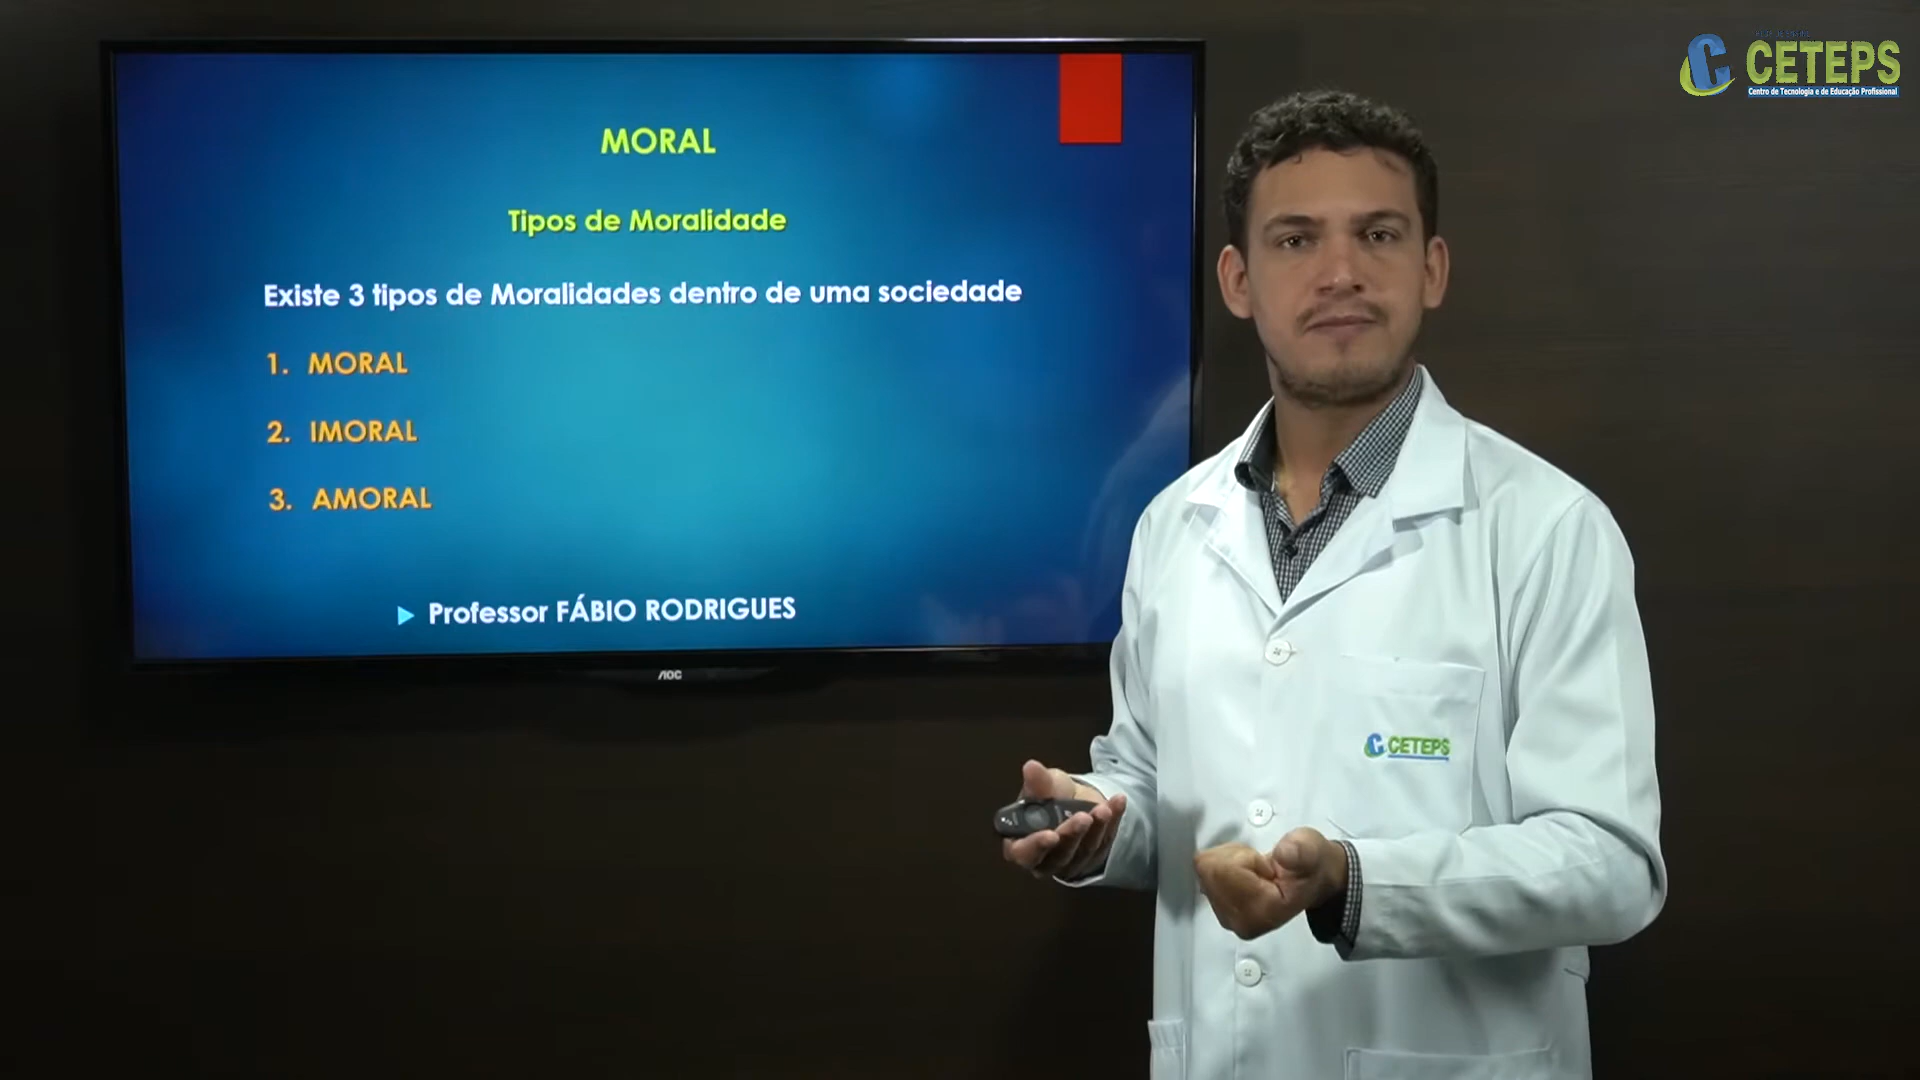 MORAL
Tipos de Moralidade
Existe 3 tipos de Moralidades dentro de uma sociedade
1. MORAL
2. IMORAL
3. AMORAL
Professor FÁBIO RODRIGUES
AOC
CETEPS
Centro de Tecnologia e de Educação Profissional
CETEPS